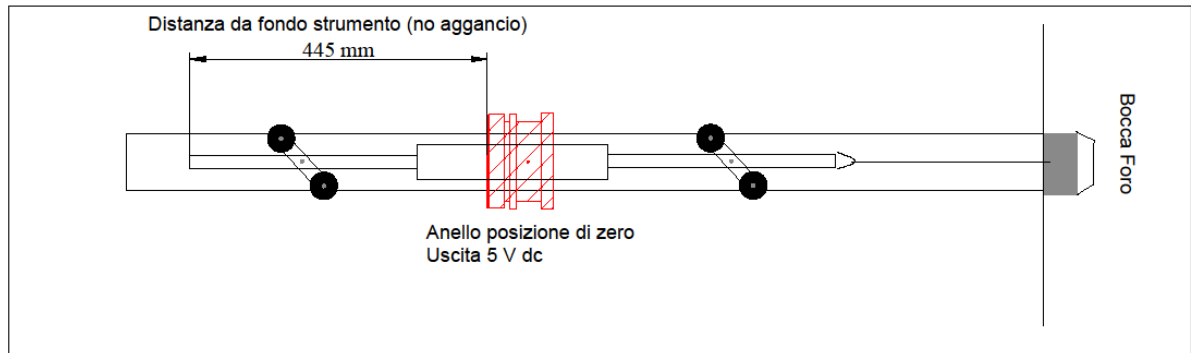 Distanza da fondo strumento (no aggancio)
445 mm
Bocca Foro
Anello posizione di zero
Uscita 5 V dc